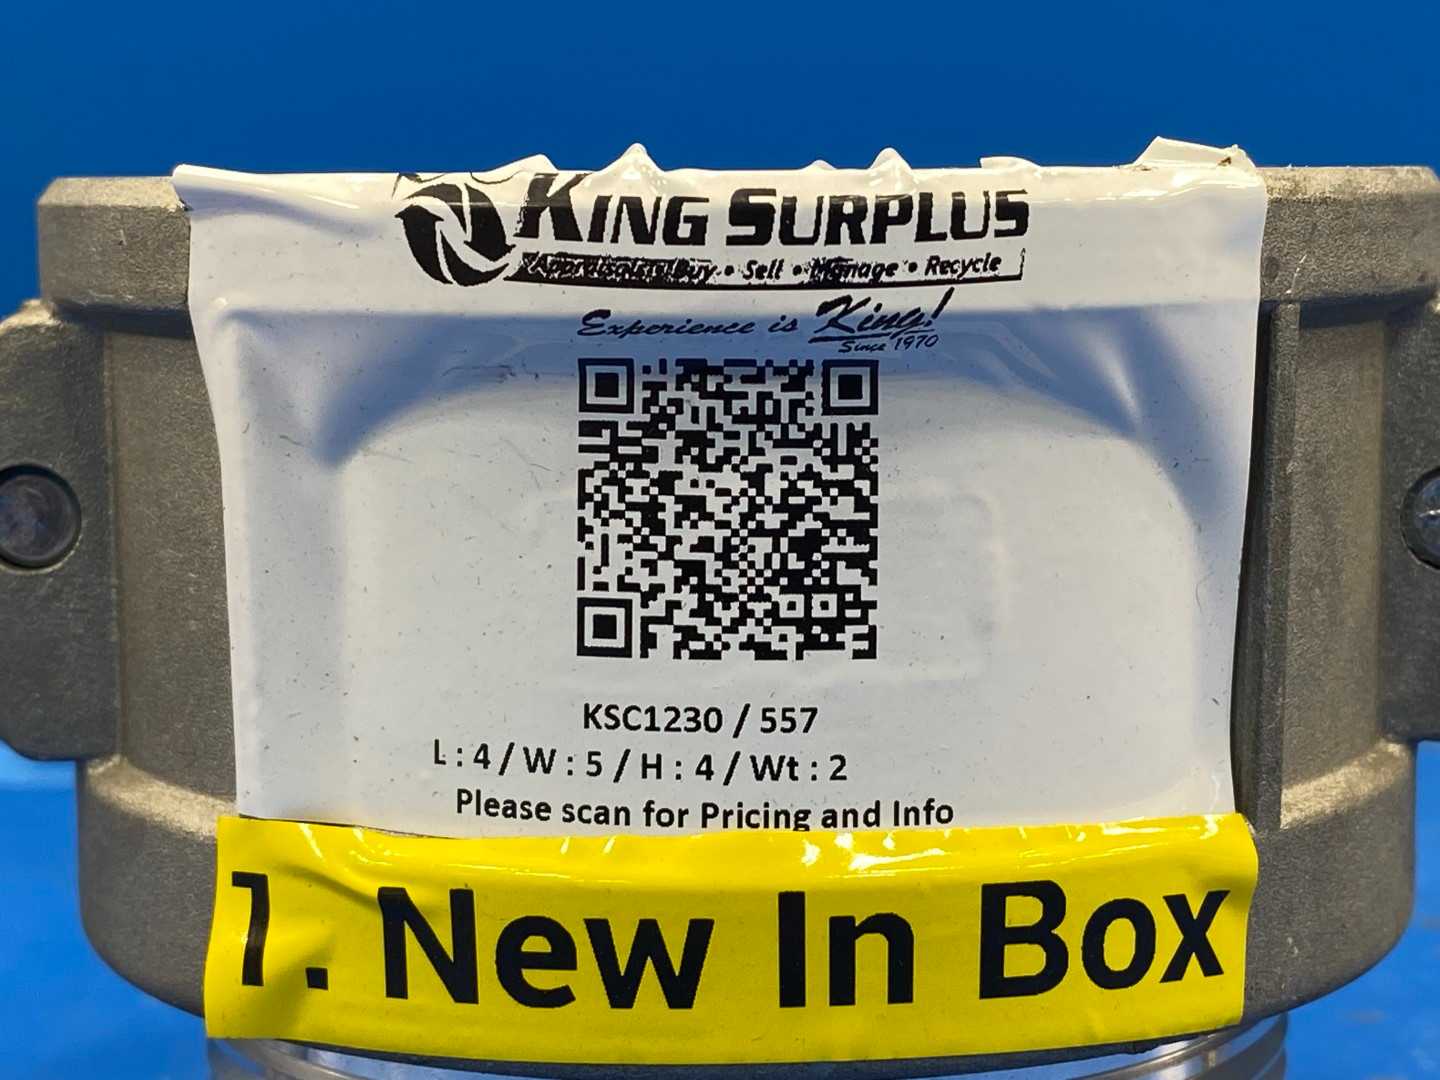 KING SURPLUS
Appraisals • Buy • Sell • Manage • Recycle
Experience is King!
Since 1970
KSC1230 / 557
L : 4 / W : 5 / H : 4 / Wt : 2
Please scan for Pricing and Info
1. New In Box